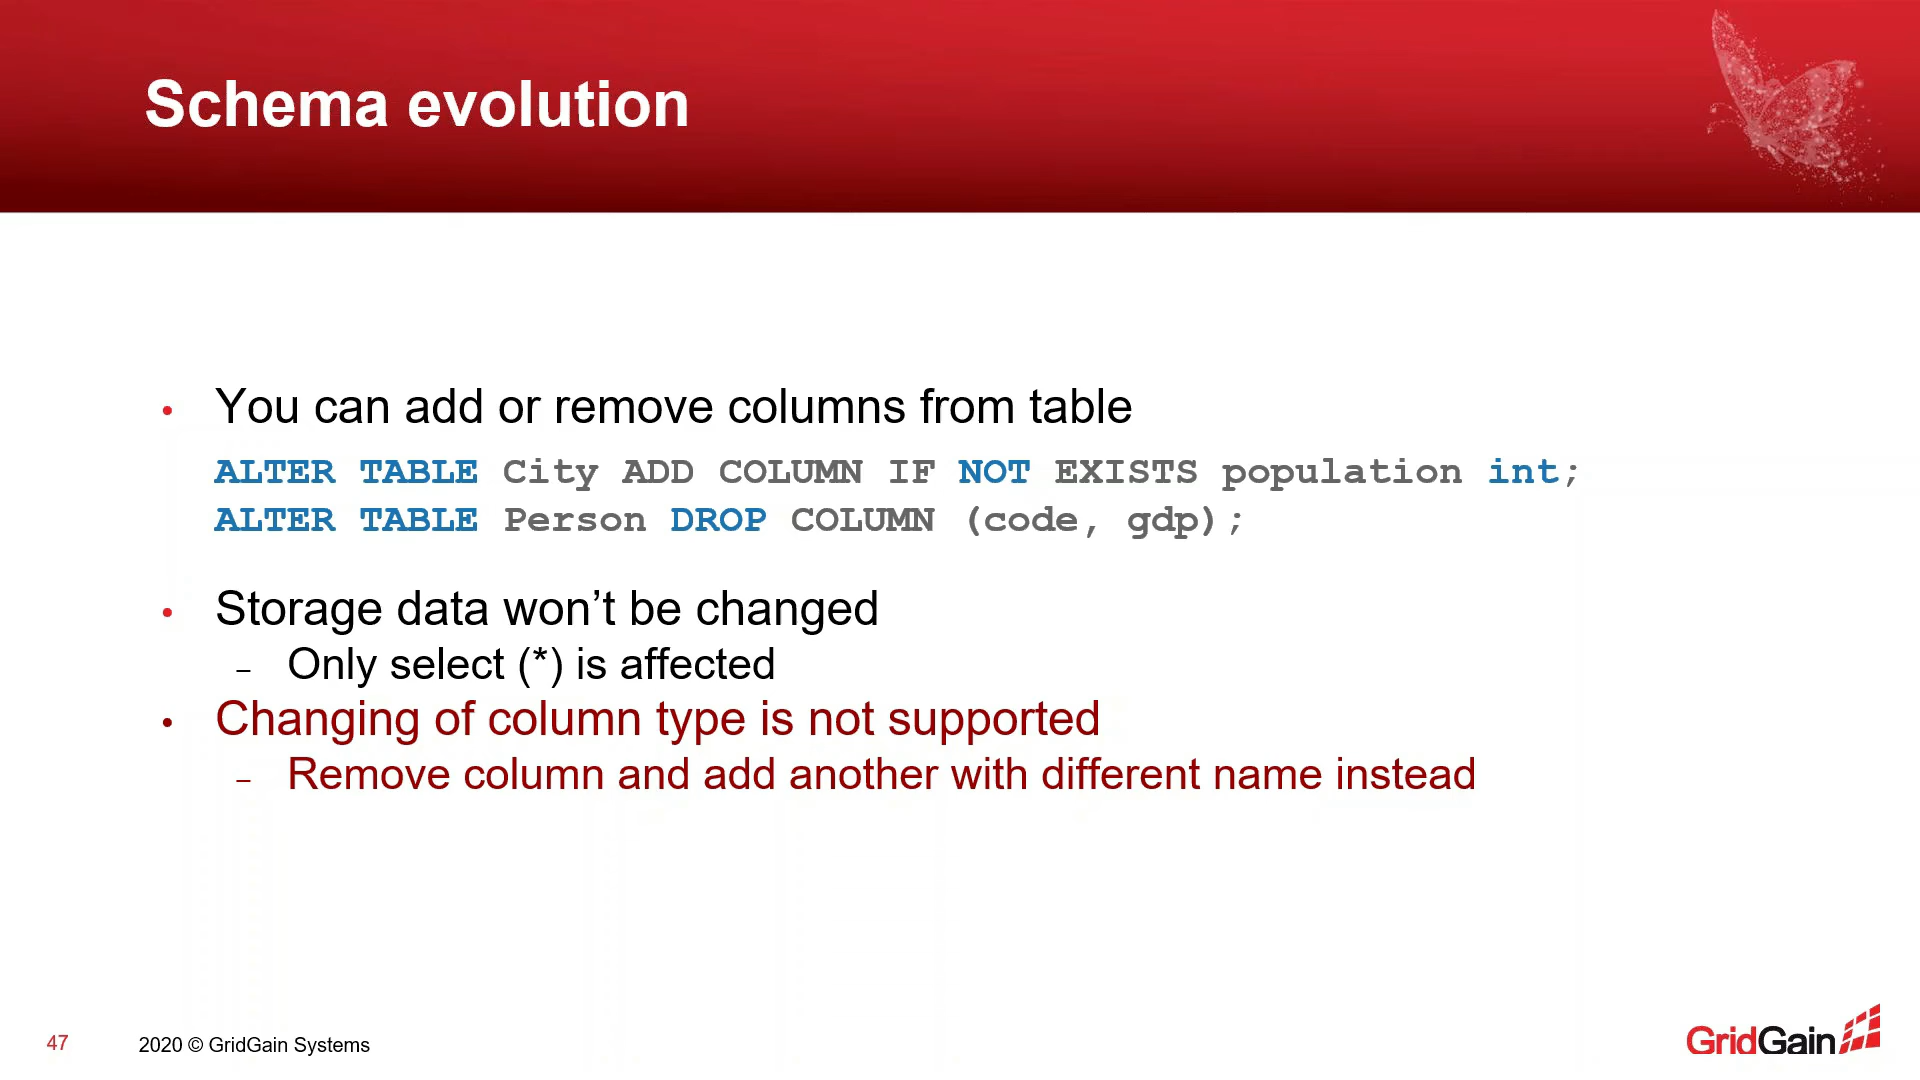 Schema evolution
• You can add or remove columns from table
ALTER TABLE City ADD COLUMN IF NOT EXISTS population int;
ALTER TABLE Person DROP COLUMN (code, gdp);
• Storage data won’t be changed
– Only select (*) is affected
• Changing of column type is not supported
– Remove column and add another with different name instead
47
2020 © GridGain Systems
GridGain